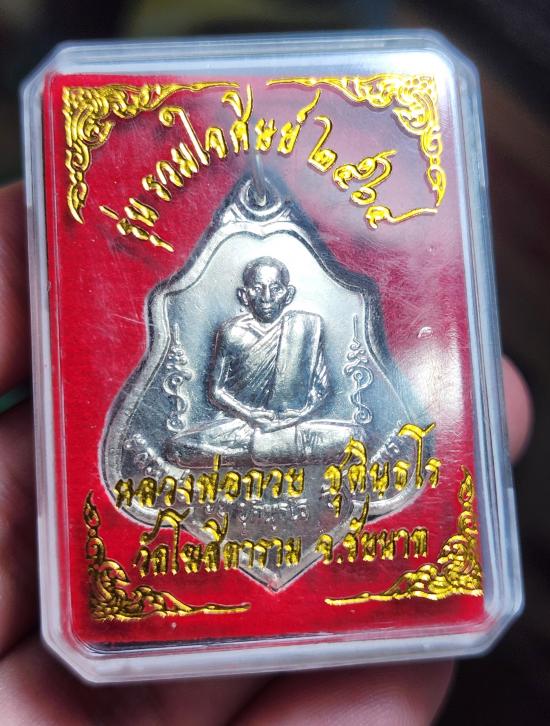 รุ่น รวมใจศิษย์ ๒๕๖๔
หลวงพ่อกวย ชุตินฺธโร
วัดโฆสิตาราม จ.ชัยนาท